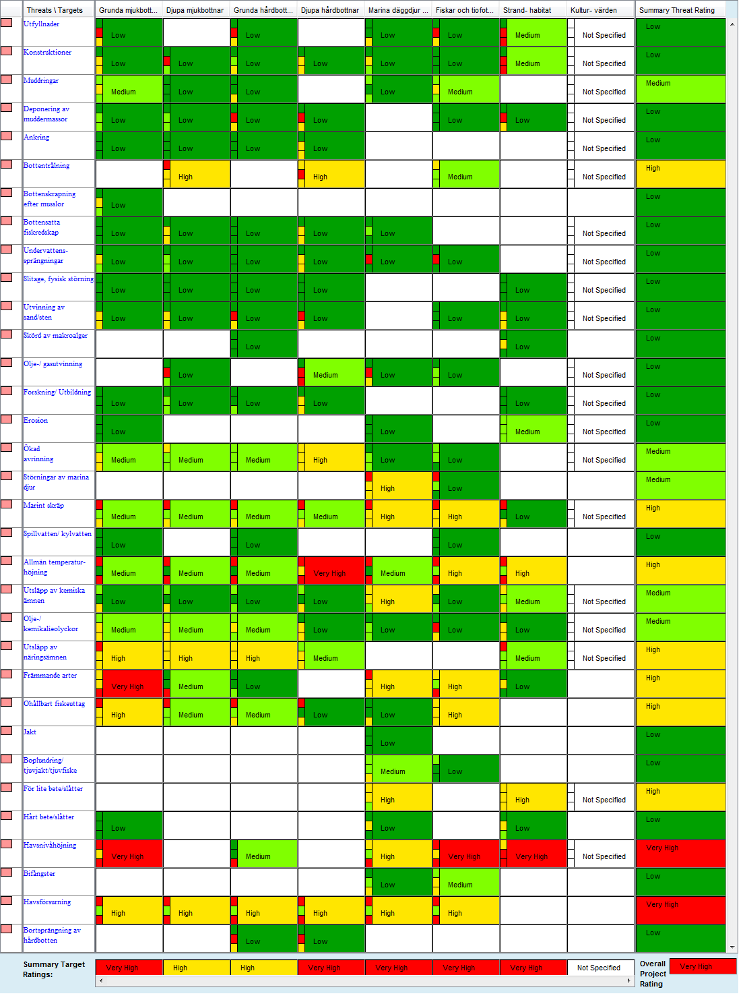 Threats \ Targets Grunda mjukbott... Djupa mjukbottnar Grunda hårdbott... Djupa hårdbottnar Marina däggdjur ... Fiskar och tiofot... Strand- habitat Kultur- värden Summary Threat Rating
Utfyllnader Low Low Low Low Medium Not Specified Low
Konstruktioner Low Low Low Low Low Low Medium Not Specified Low
Muddringar Medium Low Low Low Medium Not Specified Medium
Deponering av
muddermassor Low Low Low Low Low Low Not Specified Low
Ankring Low Low Low Low Not Specified Low
Bottentrålning High High Medium Not Specified High
Bottenskrapning
efter musslor Low Low
Bottensatta
fiskredskap Low Low Low Low Low Not Specified Low
Undervattens-
sprängningar Low Low Low Low Low Low Not Specified Low
Slitage, fysisk störning Low Low Low Low Low Not Specified Low
Utvinning av
sand/sten Low Low Low Low Low Low Not Specified Low
Skörd av makroalger Low Low Low
Olje-/ gasutvinning Low Medium Low Low Not Specified Low
Forskning/ Utbildning Low Low Low Low Low Not Specified Low
Erosion Low Low Medium Not Specified Low
Ökad
avrinning Medium Medium Medium High Low Low Not Specified Medium
Störningar av marina
djur High Low Medium
Marint skräp Medium Medium Medium Medium High High Low Not Specified High
Spillvatten/ kylvatten Low Low Low Low
Allmän temperatur-
höjning Medium Medium Medium Very High Medium High High High
Utsläpp av kemiska
ämnen Low Low Low Low High Low Medium Not Specified Medium
Olje-/
kemikalieolyckor Medium Medium Medium Low Low Low Low Not Specified Medium
Utsläpp av
näringsämnen High High High Medium Medium Not Specified High
Främmande arter Very High Medium Low High High Low High
Ohållbart fiskeuttag High Medium Medium Low Low High High
Jakt Low Low
Boplundring/
tjuvjakt/tjuvfiske Medium Low Low
För lite bete/slåtter High High Not Specified High
Hårt bete/slåtter Low Low Low Low
Havsnivåhöjning Very High Medium High Very High Very High Not Specified Very High
Bifångster Low Medium Low
Havsförsurning High High High High High High Very High
Bortsprängning av
hårdbotten Low Low Low
Summary Target
Ratings: Very High High High Very High Very High Very High Very High Not Specified
Overall
Project
Rating Very High